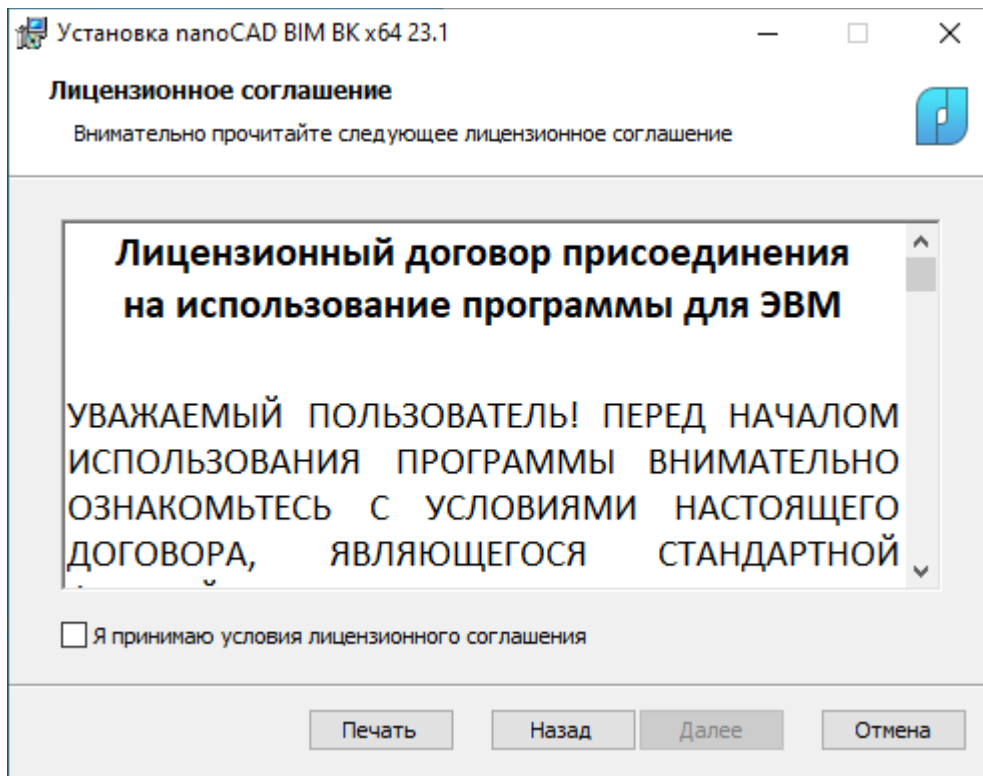 Установка nanoCAD BIM ВК x64 23.1
Лицензионное соглашение
Внимательно прочитайте следующее лицензионное соглашение
Лицензионный договор присоединения
на использование программы для ЭВМ
УВАЖАЕМЫЙ ПОЛЬЗОВАТЕЛЬ! ПЕРЕД НАЧАЛОМ
ИСПОЛЬЗОВАНИЯ ПРОГРАММЫ ВНИМАТЕЛЬНО
ОЗНАКОМЬТЕСЬ С УСЛОВИЯМИ НАСТОЯЩЕГО
ДОГОВОРА, ЯВЛЯЮЩЕГОСЯ СТАНДАРТНОЙ
Я принимаю условия лицензионного соглашения
Печать Назад Далее Отмена